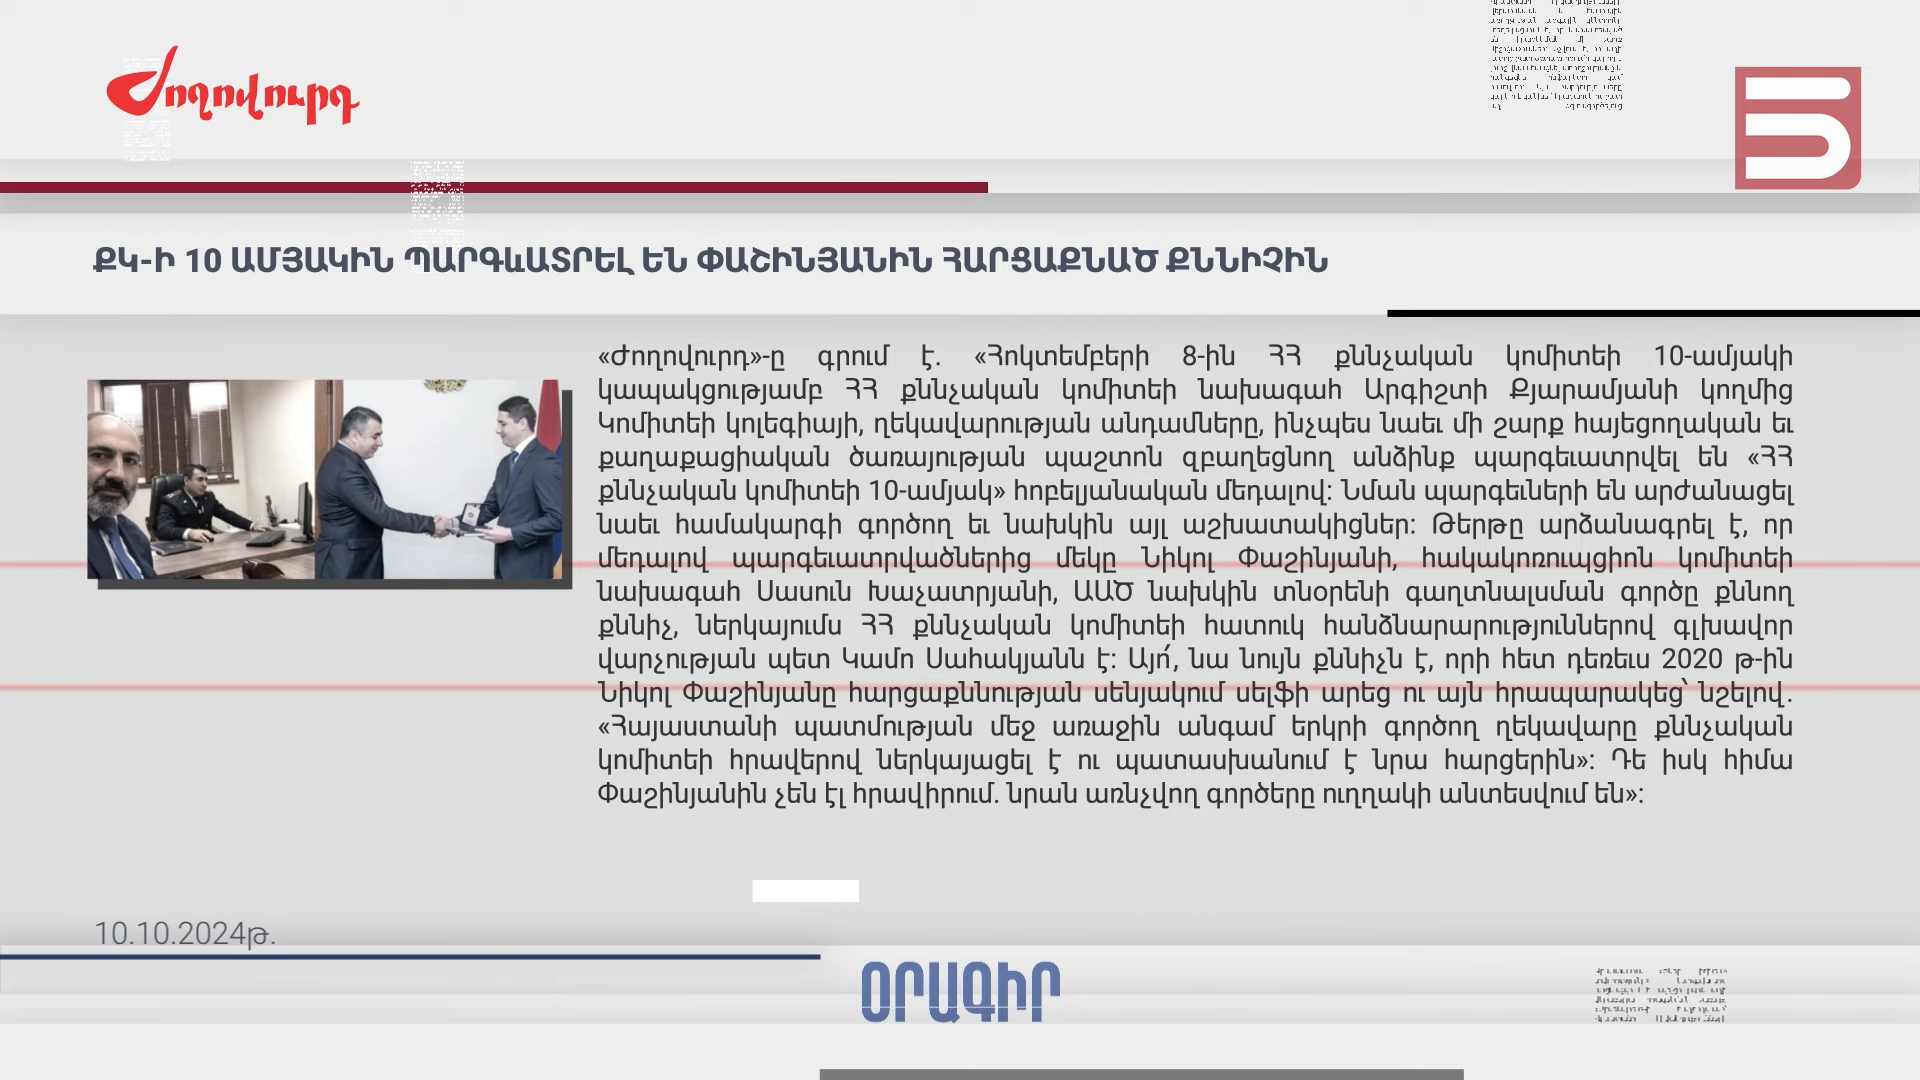 Ժողովուրդ
ՔԿ-Ի 10 ԱՄՅԱԿԻՆ ՊԱՐԳևԱՏՐԵԼ ԵՆ ՓԱՇԻՆՅԱՆԻՆ ՀԱՐՑԱՔՆԱԾ ՔՆՆԻՉԻՆ
«Ժողովուրդ»-ը գրում է. «Հոկտեմբերի 8-ին ՀՀ քննչական կոմիտեի 10-ամյակի
կապակցությամբ ՀՀ քննչական կոմիտեի նախագահ Արգիշտի Քյարամյանի կողմից
Կոմիտեի կոլեգիայի, ղեկավարության անդամները, ինչպես նաեւ մի շարք հայեցողական եւ
քաղաքացիական ծառայության պաշտոն զբաղեցնող անձինք պարգեւատրվել են «ՀՀ
քննչական կոմիտեի 10-ամյակ» հոբելյանական մեդալով: Նման պարգեւների են արժանացել
նաեւ համակարգի գործող եւ նախկին այլ աշխատակիցներ: Թերթը արձանագրել է, որ
մեդալով պարգեւատրվածներից մեկը Նիկոլ Փաշինյանի, հակակոռուպցիոն կոմիտեի
նախագահ Սասուն Խաչատրյանի, ԱԱԾ նախկին տնօրենի գաղտնալսման գործը քննող
քննիչ, ներկայումս ՀՀ քննչական կոմիտեի հատուկ հանձնարարություններով գլխավոր
վարչության պետ Կամո Սահակյանն է: Այո՛, նա նույն քննիչն է, որի հետ դեռեւս 2020 թ-ին
Նիկոլ Փաշինյանը հարցաքննության սենյակում սելֆի արեց ու այն հրապարակեց՝ նշելով.
«Հայաստանի պատմության մեջ առաջին անգամ երկրի գործող ղեկավարը քննչական
կոմիտեի հրավերով ներկայացել է ու պատասխանում է նրա հարցերին»: Դե իսկ հիմա
Փաշինյանին չեն էլ հրավիրում. նրան առնչվող գործերը ուղղակի անտեսվում են»:
10.10.2024թ.
ՕՐԱԳԻՐ